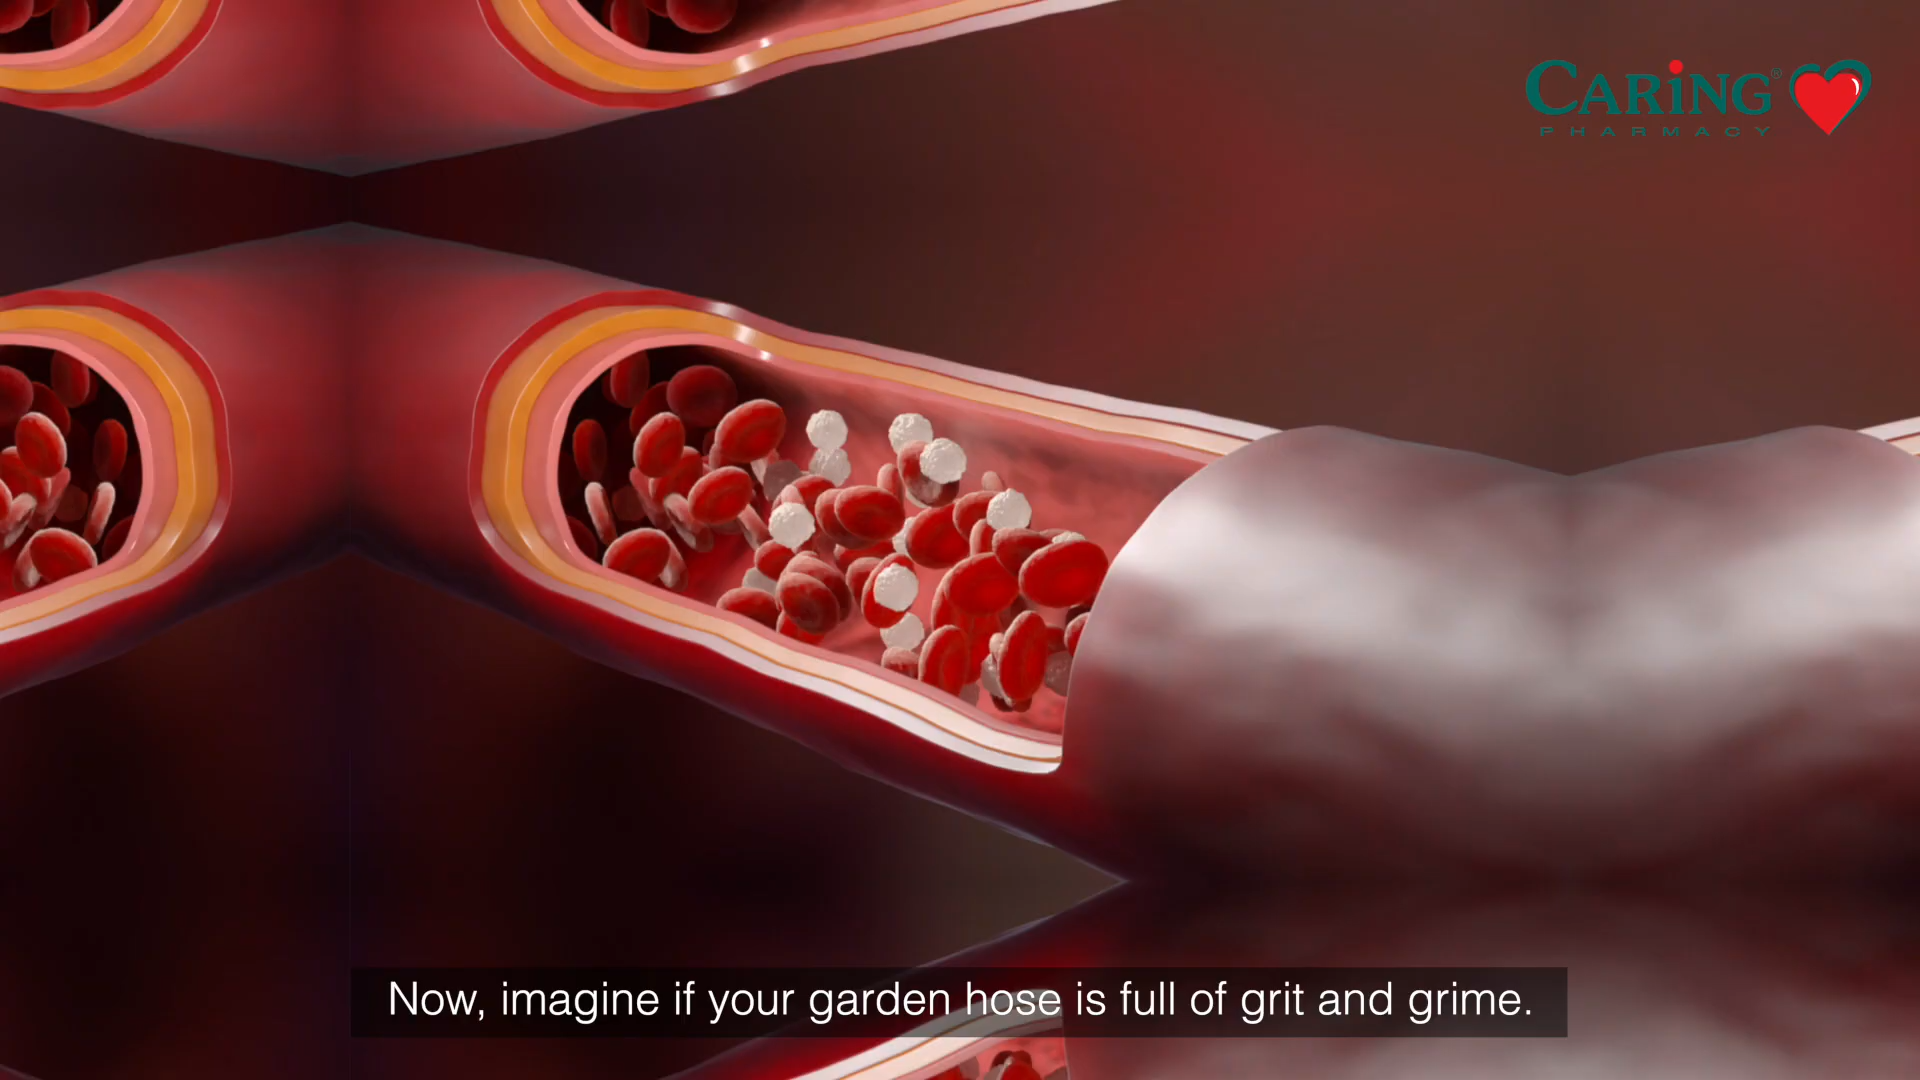 CARiNG®
PHARMACY
Now, imagine if your garden hose is full of grit and grime.